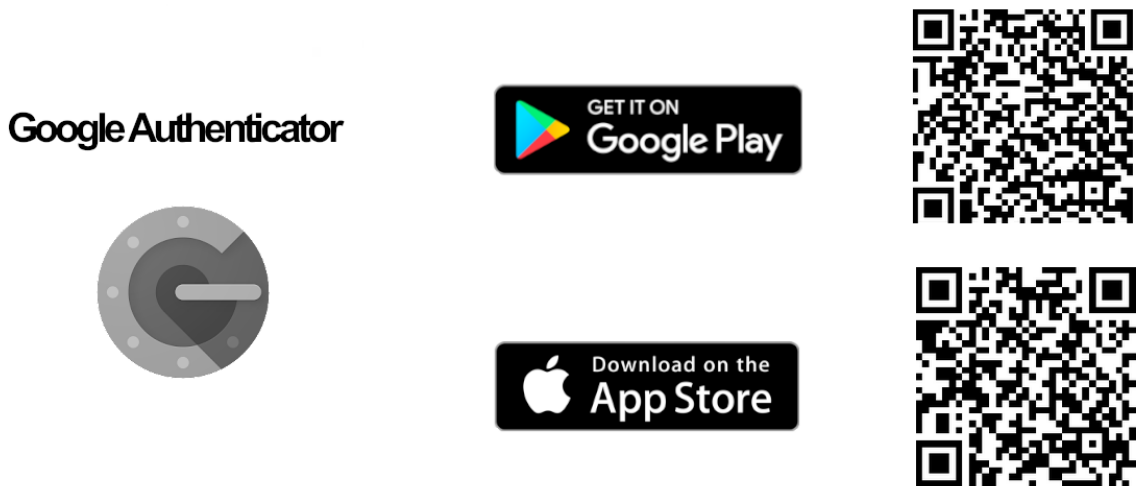 Google Authenticator
GET IT ON
Google Play
Download on the
App Store